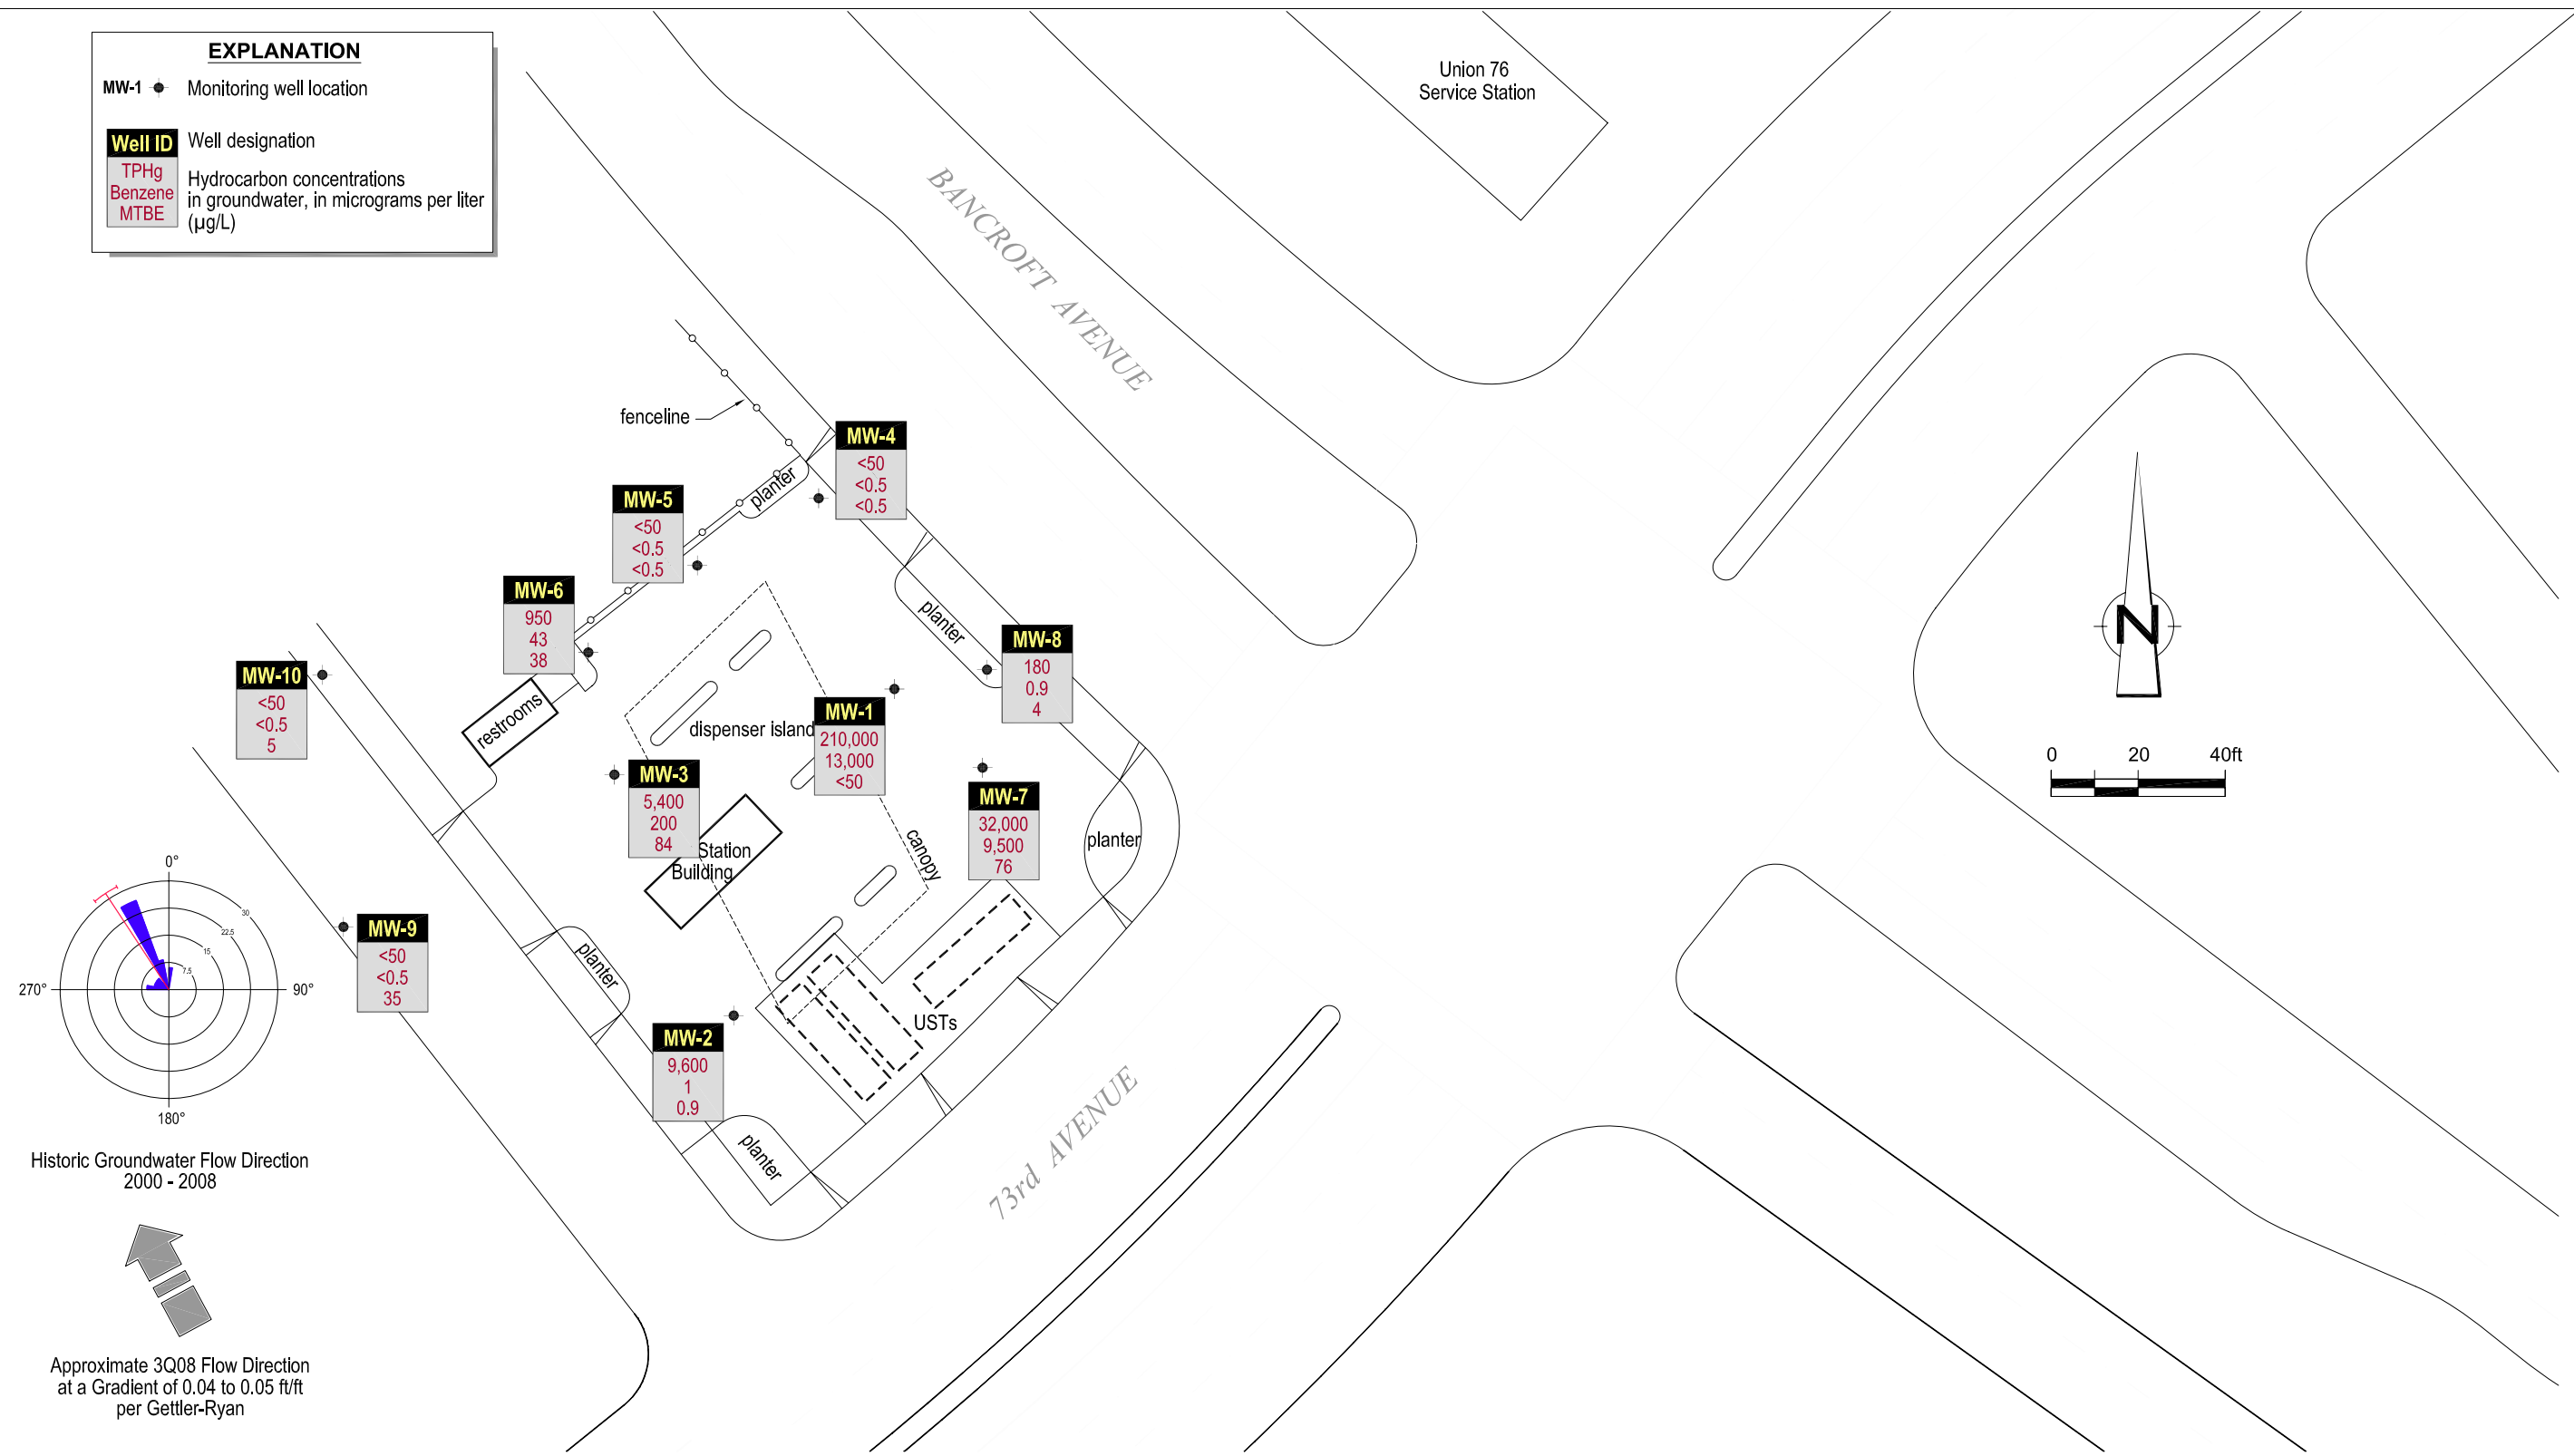 EXPLANATION
MW-1 Monitoring well location
Well ID Well designation
TPHg
Benzene
MTBE
Hydrocarbon concentrations
in groundwater, in micrograms per liter
(µg/L)
Union 76
Service Station
BANCROFT AVENUE
fenceline
planter
MW-4
<50
<0.5
<0.5
MW-5
<50
<0.5
<0.5
MW-6
950
43
38
planter
MW-8
180
0.9
4
MW-10
<50
<0.5
5
restrooms
dispenser island
MW-1
210,000
13,000
<50
MW-3
5,400
200
84
Station
Building
canopy
MW-7
32,000
9,500
76
planter
N
0 20 40ft
MW-9
<50
<0.5
35
planter
USTs
MW-2
9,600
1
0.9
planter
73rd AVENUE
0°
30
22.5
15
7.5
270°
90°
180°
Historic Groundwater Flow Direction
2000 - 2008
Approximate 3Q08 Flow Direction
at a Gradient of 0.04 to 0.05 ft/ft
per Gettler-Ryan